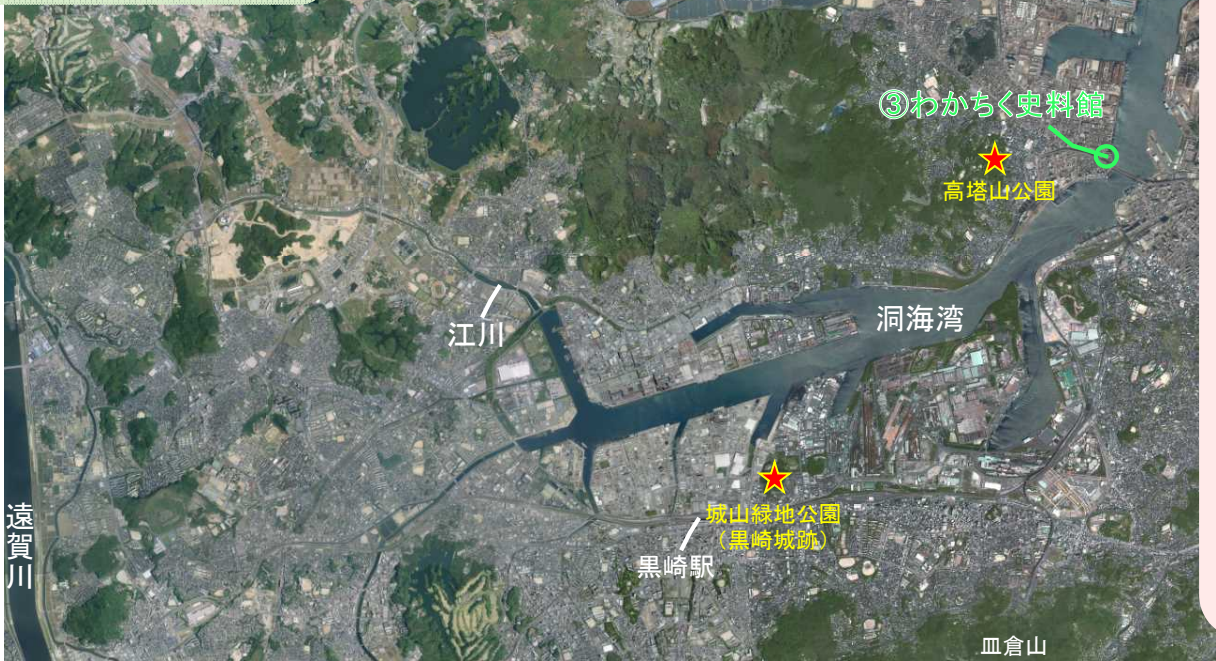 ③わかちく史料館
高塔山公園
洞海湾
江川
遠賀川
城山緑地公園
（黒崎城跡）
黒崎駅
皿倉山